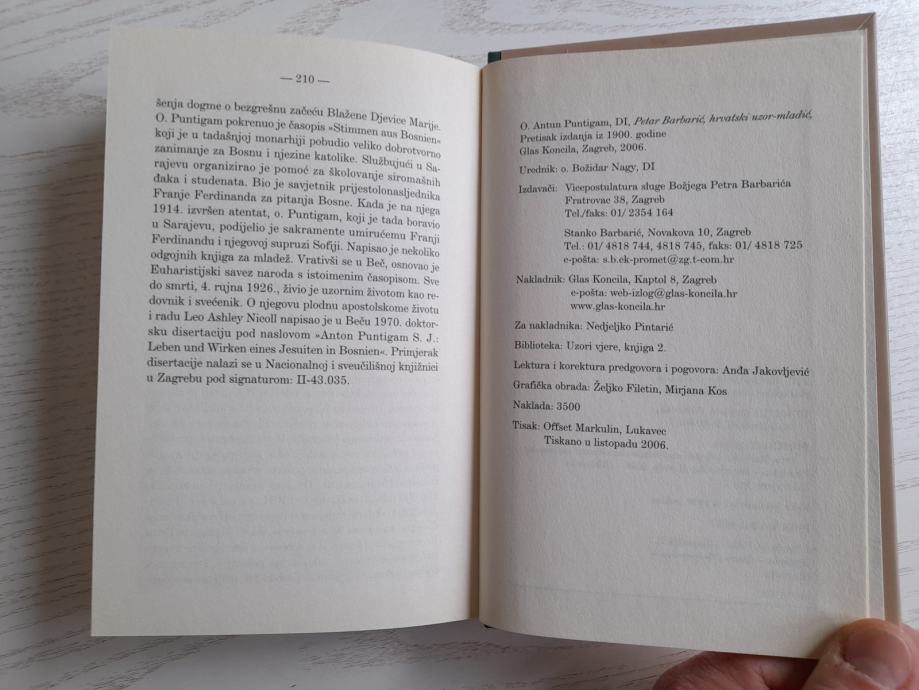 — 210 —
šenja dogme o bezgrešnu začeću Blažene Djevice Marije.
O. Puntigam pokrenuo je časopis »Stimmen aus Bosnien«
koji je u tadašnjoj monarhiji pobudio veliko dobrotvorno
zanimanje za Bosnu i njezine katolike. Službujući u Sa-
rajevu organizirao je pomoć za školovanje siromašnih
đaka i studenata. Bio je savjetnik prijestolonasljednika
Franje Ferdinanda za pitanja Bosne. Kada je na njega
1914. izvršen atentat, o. Puntigam, koji je tada boravio
u Sarajevu, podijelio je sakramente umirućemu Franji
Ferdinandu i njegovoj supruzi Sofiji. Napisao je nekoliko
odgojnih knjiga za mladež. Vrativši se u Beč, osnovao je
Euharistijski savez naroda s istoimenim časopisom. Sve
do smrti, 4. rujna 1926., živio je uzornim životom kao re-
dovnik i svećenik. O njegovu plodnu apostolskome životu
i radu Leo Ashley Nicoll napisao je u Beču 1970. doktor-
sku disertaciju pod naslovom »Anton Puntigam S. J.:
Leben und Wirken eines Jesuiten in Bosnien«. Primjerak
disertacije nalazi se u Nacionalnoj i sveučilišnoj knjižnici
u Zagrebu pod signaturom: II-43.035.
O. Antun Puntigam, DI, Petar Barbarić, hrvatski uzor-mladić,
Pretisak izdanja iz 1900. godine
Glas Koncila, Zagreb, 2006.
Urednik: o. Božidar Nagy, DI
Izdavači: Vicepostulatura sluge Božjega Petra Barbarića
Fratrovac 38, Zagreb
Tel./faks: 01/ 2354 164
Stanko Barbarić, Novakova 10, Zagreb
Tel.: 01/ 4818 744, 4818 745, faks: 01/ 4818 725
e-pošta: s.b.ek-promet@zg.t-com.hr
Nakladnik: Glas Koncila, Kaptol 8, Zagreb
e-pošta: web-izlog@glas-koncila.hr
www.glas-koncila.hr
Za nakladnika: Nedjeljko Pintarić
Biblioteka: Uzori vjere, knjiga 2.
Lektura i korektura predgovora i pogovora: Anđa Jakovljević
Grafička obrada: Željko Filetin, Mirjana Kos
Naklada: 3500
Tisak: Offset Markulin, Lukavec
Tiskano u listopadu 2006.